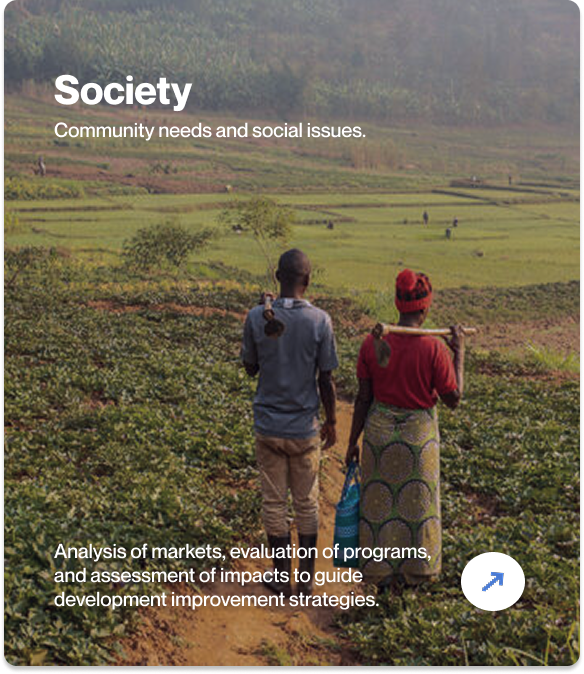 Society
Community needs and social issues.
Analysis of markets, evaluation of programs,
and assessment of impacts to guide
development improvement strategies.